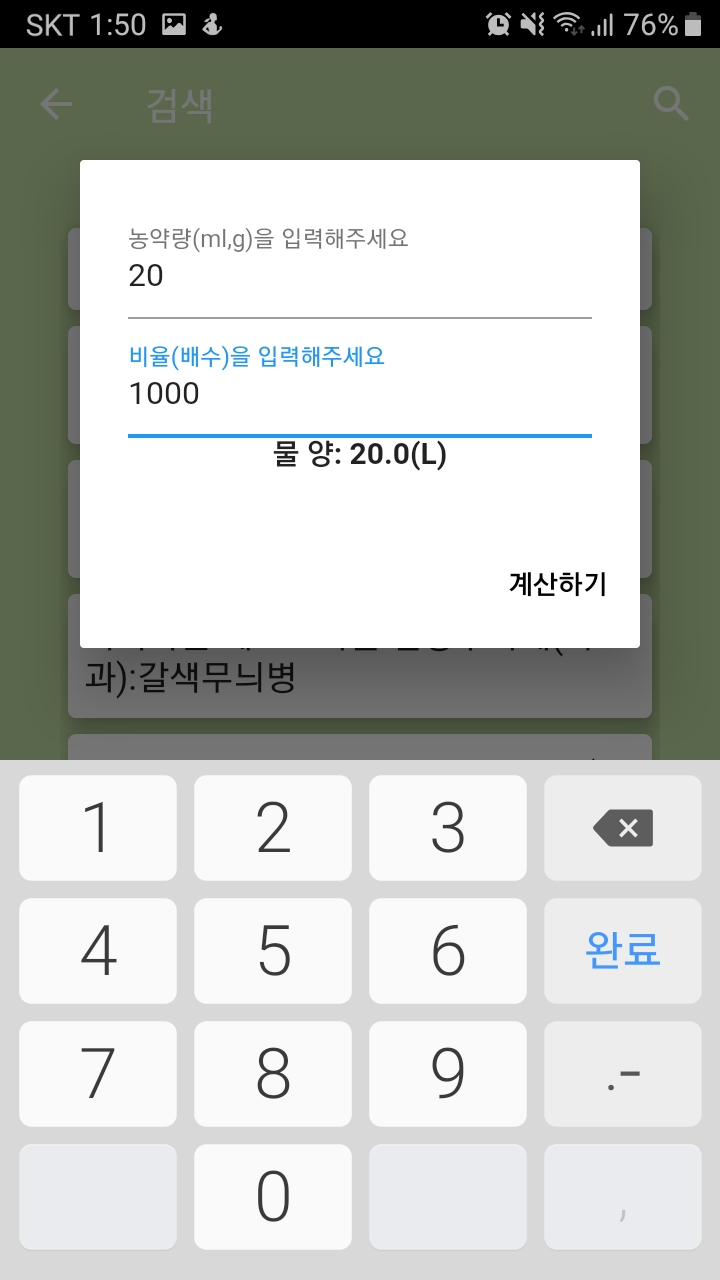 SKT 1:50 76%
검색
농약량(ml,g)을 입력해주세요
20
비율(배수)을 입력해주세요
1000
물 양: 20.0(L)
계산하기
과):갈색무늬병
1 2 3
4 5 6 완료
7 8 9 .-
0 ,